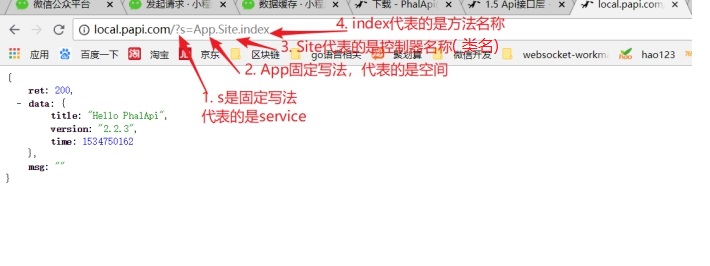 微信公众平台
发起请求 · 小程
数据缓存 · 小程
下载 - PhalApi
1.5 Api接口层 -
local.papi.com
local.papi.com/?s=App.Site.index
4. index代表的是方法名称
应用
百度一下
淘
淘宝
京东
区块链
go语言相关
微信开发
websocket-workma
hao123
3. Site代表的是控制器名称( 类名)
2. App固定写法，代表的是空间
1. s是固定写法
代表的是service
{
ret: 200,
- data: {
title: "Hello PhalApi",
version: "2.2.3",
time: 1534750162
},
msg: ""
}